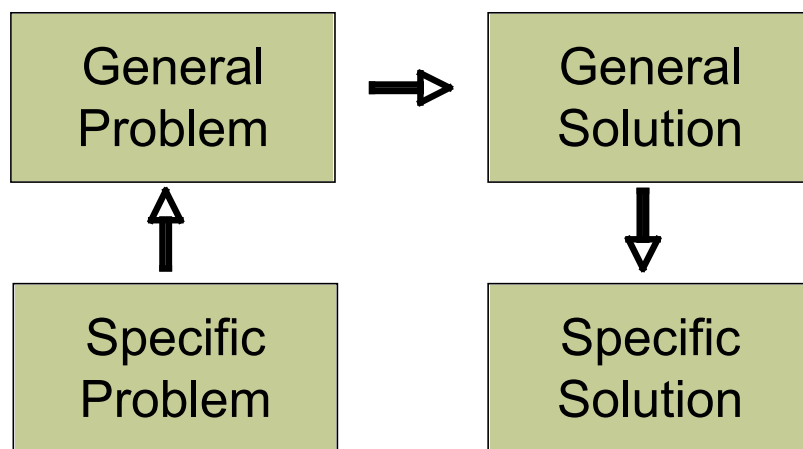 General
Problem
General
Solution
Specific
Problem
Specific
Solution